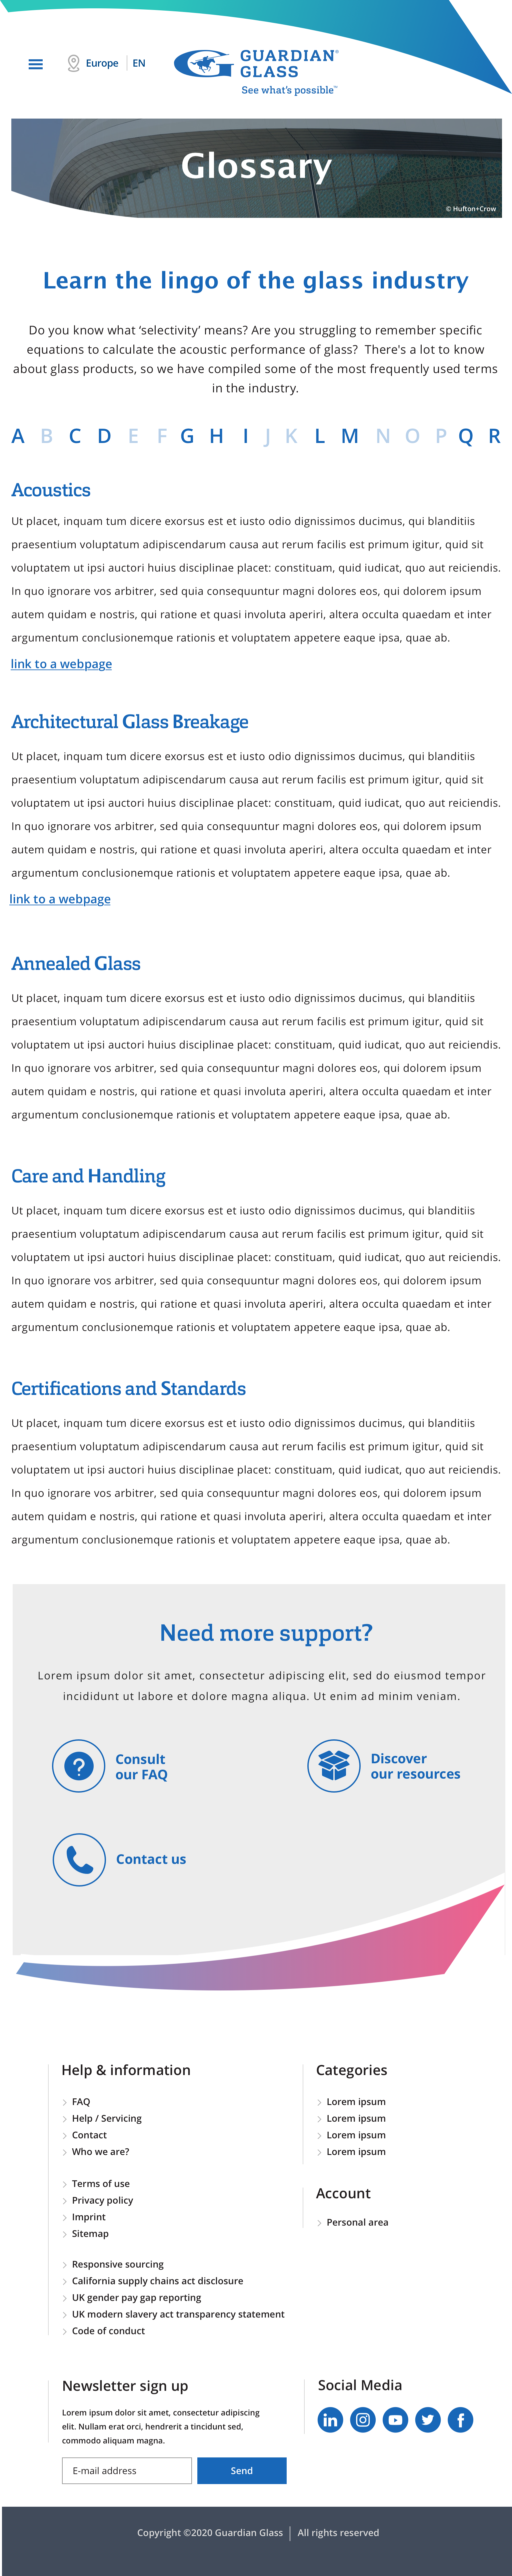 Europe | EN
GUARDIAN®
GLASS
See what's possible™
Glossary
© Hufton+Crow
Learn the lingo of the glass industry
Do you know what ‘selectivity’ means? Are you struggling to remember specific
equations to calculate the acoustic performance of glass? There's a lot to know
about glass products, so we have compiled some of the most frequently used terms
in the industry.
A B C D E F G H I J K L M N O P Q R
Acoustics
Ut placet, inquam tum dicere exorsus est et iusto odio dignissimos ducimus, qui blanditiis
praesentium voluptatum adipiscendarum causa aut rerum facilis est primum igitur, quid sit
voluptatem ut ipsi auctori huius disciplinae placet: constituam, quid iudicat, quo aut reiciendis.
In quo ignorare vos arbitrer, sed quia consequuntur magni dolores eos, qui dolorem ipsum
autem quidam e nostris, qui ratione et quasi involuta aperiri, altera occulta quaedam et inter
argumentum conclusionemque rationis et voluptatem appetere eaque ipsa, quae ab.
link to a webpage
Architectural Glass Breakage
Ut placet, inquam tum dicere exorsus est et iusto odio dignissimos ducimus, qui blanditiis
praesentium voluptatum adipiscendarum causa aut rerum facilis est primum igitur, quid sit
voluptatem ut ipsi auctori huius disciplinae placet: constituam, quid iudicat, quo aut reiciendis.
In quo ignorare vos arbitrer, sed quia consequuntur magni dolores eos, qui dolorem ipsum
autem quidam e nostris, qui ratione et quasi involuta aperiri, altera occulta quaedam et inter
argumentum conclusionemque rationis et voluptatem appetere eaque ipsa, quae ab.
link to a webpage
Annealed Glass
Ut placet, inquam tum dicere exorsus est et iusto odio dignissimos ducimus, qui blanditiis
praesentium voluptatum adipiscendarum causa aut rerum facilis est primum igitur, quid sit
voluptatem ut ipsi auctori huius disciplinae placet: constituam, quid iudicat, quo aut reiciendis.
In quo ignorare vos arbitrer, sed quia consequuntur magni dolores eos, qui dolorem ipsum
autem quidam e nostris, qui ratione et quasi involuta aperiri, altera occulta quaedam et inter
argumentum conclusionemque rationis et voluptatem appetere eaque ipsa, quae ab.
Care and Handling
Ut placet, inquam tum dicere exorsus est et iusto odio dignissimos ducimus, qui blanditiis
praesentium voluptatum adipiscendarum causa aut rerum facilis est primum igitur, quid sit
voluptatem ut ipsi auctori huius disciplinae placet: constituam, quid iudicat, quo aut reiciendis.
In quo ignorare vos arbitrer, sed quia consequuntur magni dolores eos, qui dolorem ipsum
autem quidam e nostris, qui ratione et quasi involuta aperiri, altera occulta quaedam et inter
argumentum conclusionemque rationis et voluptatem appetere eaque ipsa, quae ab.
Certifications and Standards
Ut placet, inquam tum dicere exorsus est et iusto odio dignissimos ducimus, qui blanditiis
praesentium voluptatum adipiscendarum causa aut rerum facilis est primum igitur, quid sit
voluptatem ut ipsi auctori huius disciplinae placet: constituam, quid iudicat, quo aut reiciendis.
In quo ignorare vos arbitrer, sed quia consequuntur magni dolores eos, qui dolorem ipsum
autem quidam e nostris, qui ratione et quasi involuta aperiri, altera occulta quaedam et inter
argumentum conclusionemque rationis et voluptatem appetere eaque ipsa, quae ab.
Need more support?
Lorem ipsum dolor sit amet, consectetur adipiscing elit, sed do eiusmod tempor
incididunt ut labore et dolore magna aliqua. Ut enim ad minim veniam.
Consult
our FAQ
Discover
our resources
Contact us
Help & information
FAQ
Help / Servicing
Contact
Who we are?
Terms of use
Privacy policy
Imprint
Sitemap
Responsive sourcing
California supply chains act disclosure
UK gender pay gap reporting
UK modern slavery act transparency statement
Code of conduct
Categories
Lorem ipsum
Lorem ipsum
Lorem ipsum
Lorem ipsum
Account
Personal area
Newsletter sign up
Lorem ipsum dolor sit amet, consectetur adipiscing
elit. Nullam erat orci, hendrerit a tincidunt sed,
commodo aliquam magna.
E-mail address
Send
Social Media
Copyright ©2020 Guardian Glass | All rights reserved